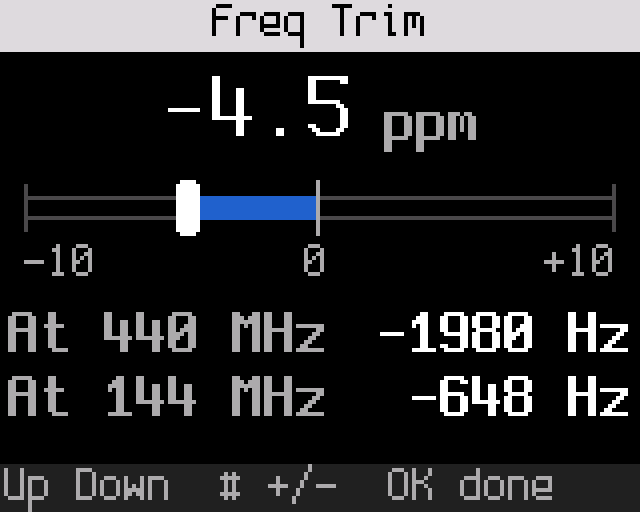 Freq Trim
-4.5 ppm
-10 0 +10
At 440 MHz -1980 Hz
At 144 MHz -648 Hz
Up Down # +/- OK done